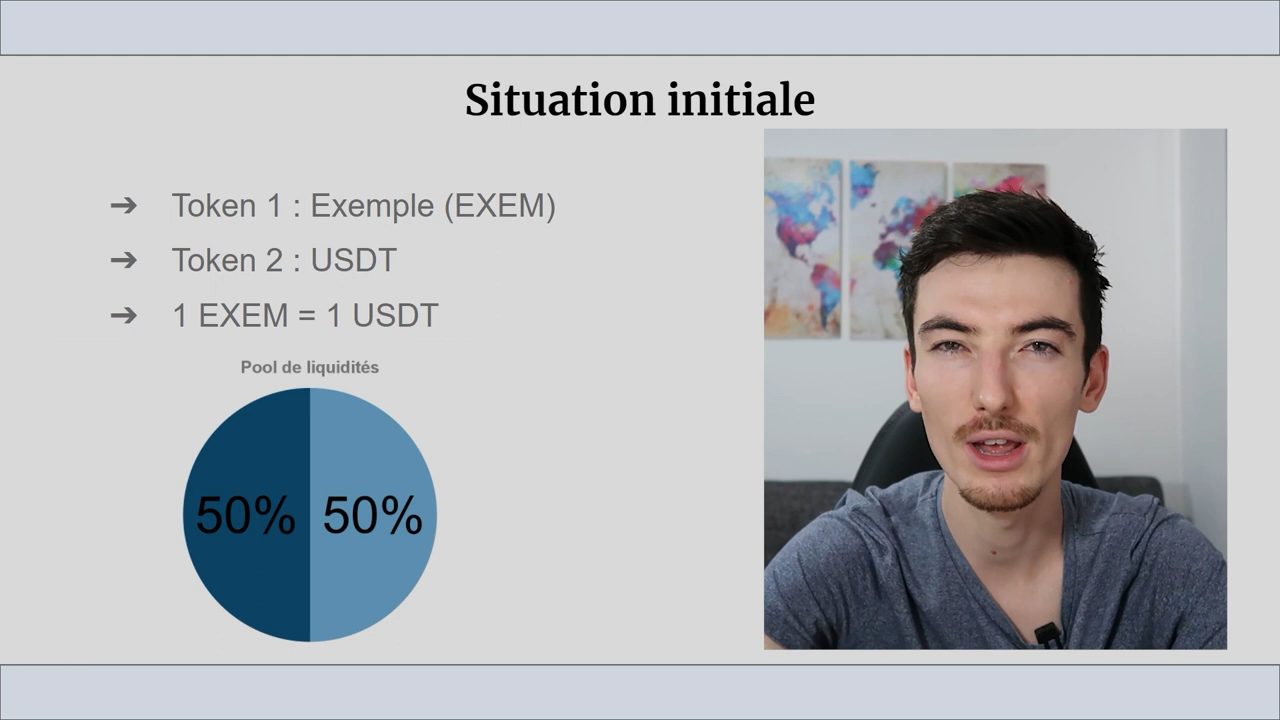 Situation initiale
➔ Token 1 : Exemple (EXEM)
➔ Token 2 : USDT
➔ 1 EXEM = 1 USDT
Pool de liquidités
50% 50%